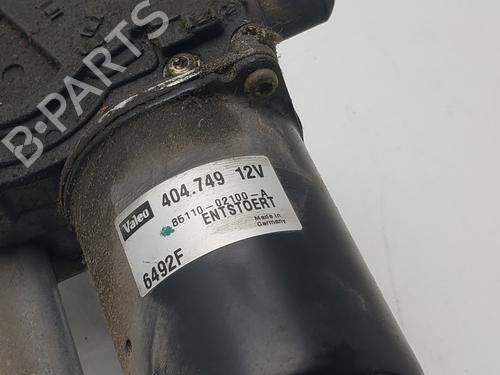 B-PARTS
Valeo
404.749 12V
85110-02100-A
ENTSTOERT
Made in
Germany
6492F